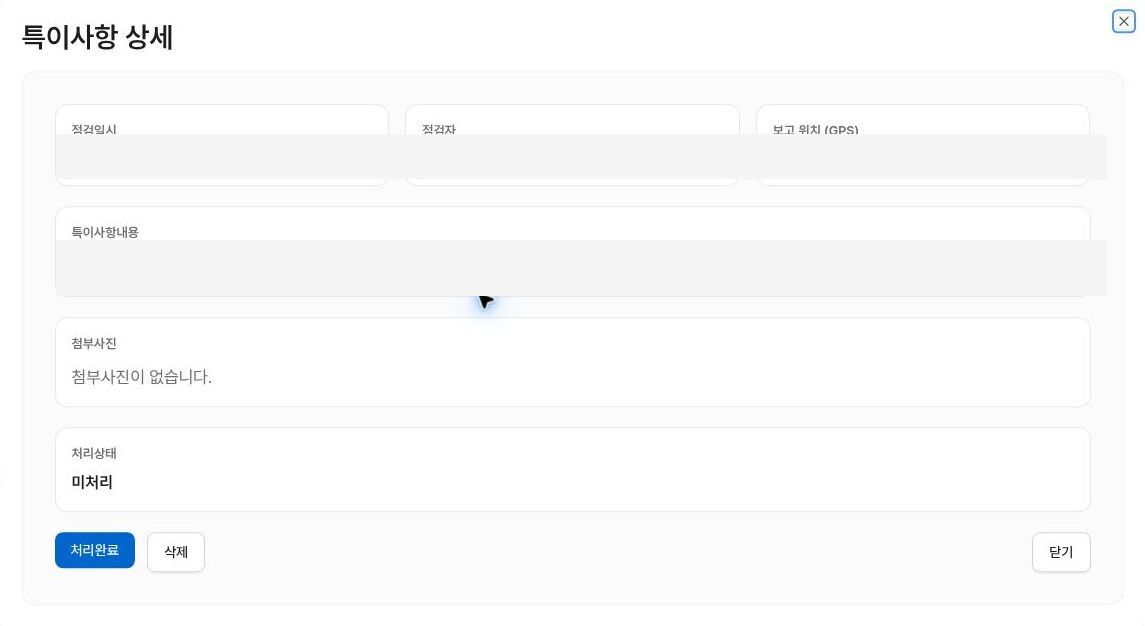 특이사항 상세
점검일시
점검자
보고 위치 (GPS)
특이사항내용
첨부사진
첨부사진이 없습니다.
처리상태
미처리
처리완료
삭제
닫기